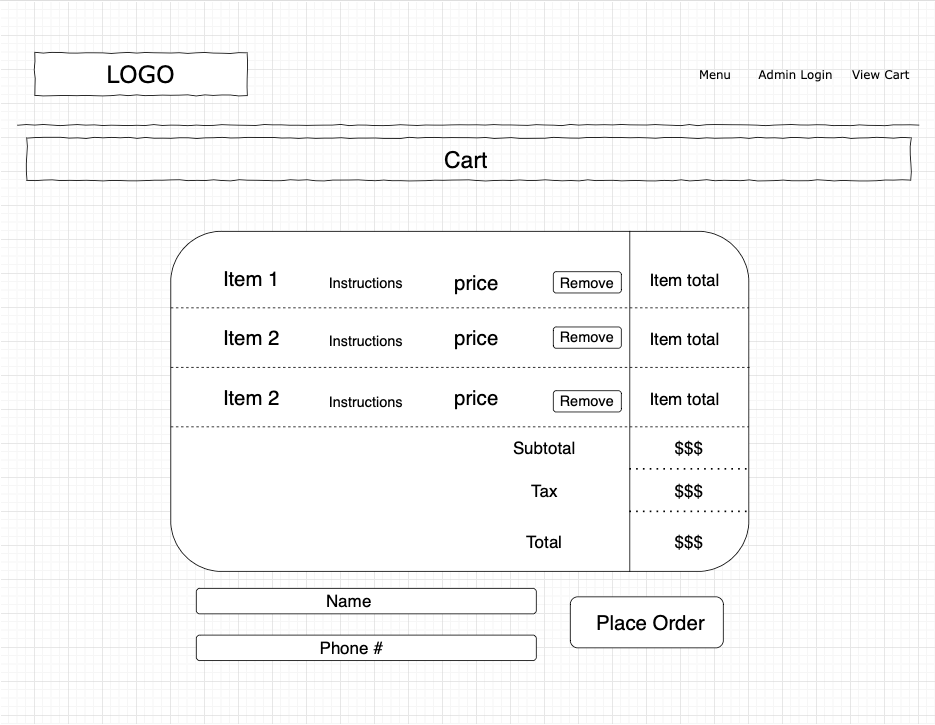 LOGO
Menu Admin Login View Cart
Cart
Item 1 Instructions price Remove Item total
Item 2 Instructions price Remove Item total
Item 2 Instructions price Remove Item total
Subtotal $$$
Tax $$$
Total $$$
Name
Place Order
Phone #